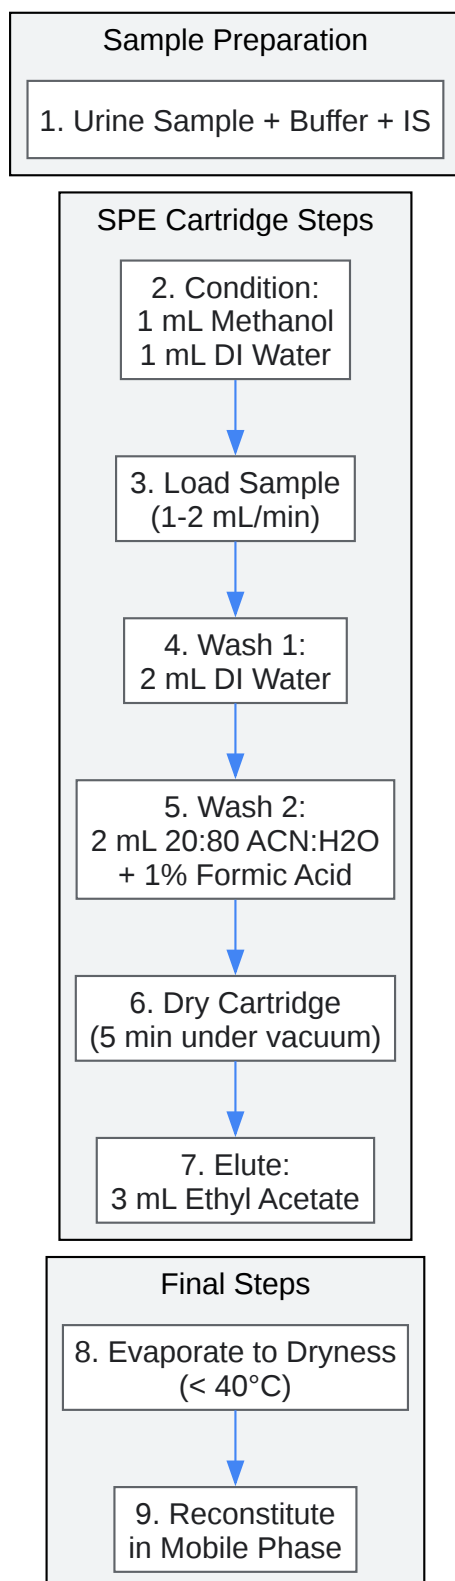 Sample Preparation
1. Urine Sample + Buffer + IS
SPE Cartridge Steps
2. Condition:
1 mL Methanol
1 mL DI Water
3. Load Sample
(1-2 mL/min)
4. Wash 1:
2 mL DI Water
5. Wash 2:
2 mL 20:80 ACN:H2O
+ 1% Formic Acid
6. Dry Cartridge
(5 min under vacuum)
7. Elute:
3 mL Ethyl Acetate
Final Steps
8. Evaporate to Dryness
(< 40°C)
9. Reconstitute
in Mobile Phase